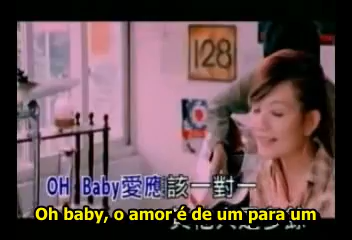 128
OH Baby愛應該一對一
Oh baby, o amor é de um para um